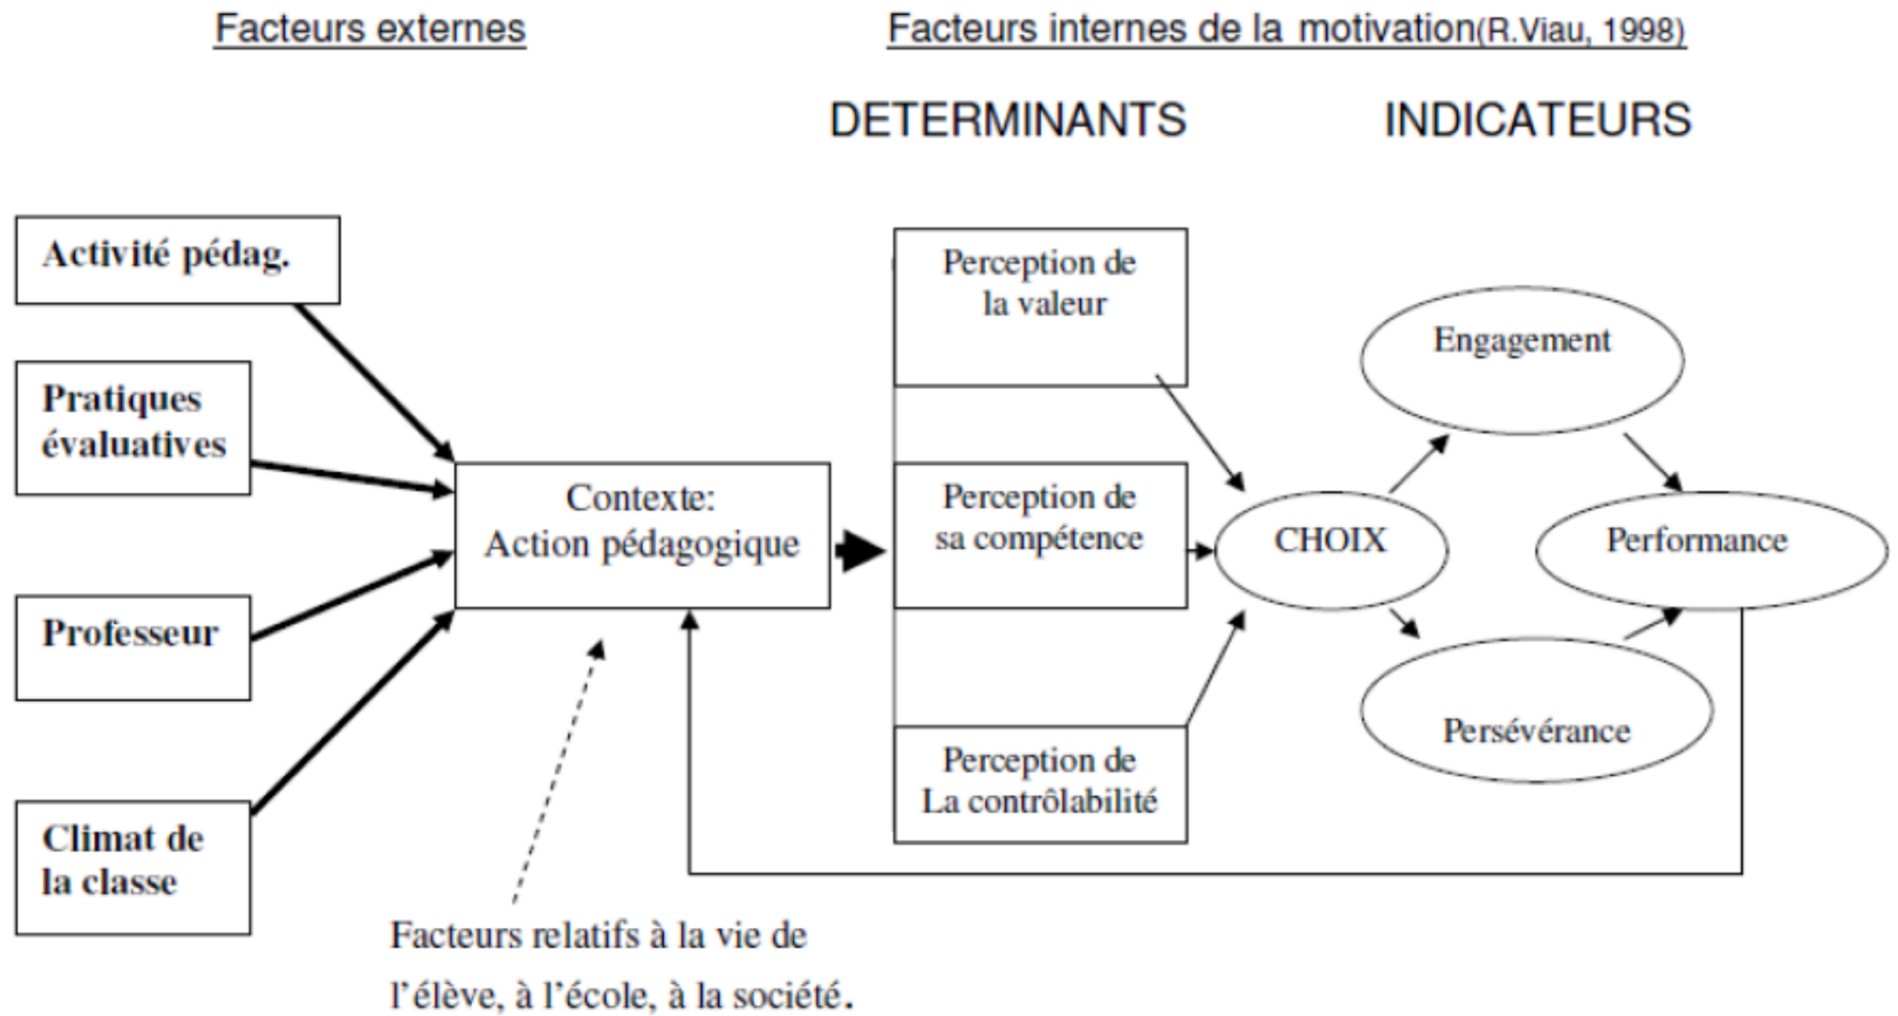 Facteurs externes
Facteurs internes de la motivation(R.Viau, 1998)
DETERMINANTS
INDICATEURS
Activité pédag.
Pratiques
évaluatives
Professeur
Climat de
la classe
Contexte:
Action pédagogique
Facteurs relatifs à la vie de
l'élève, à l'école, à la société.
Perception de
la valeur
Perception de
sa compétence
Perception de
La contrôlabilité
CHOIX
Engagement
Performance
Persévérance